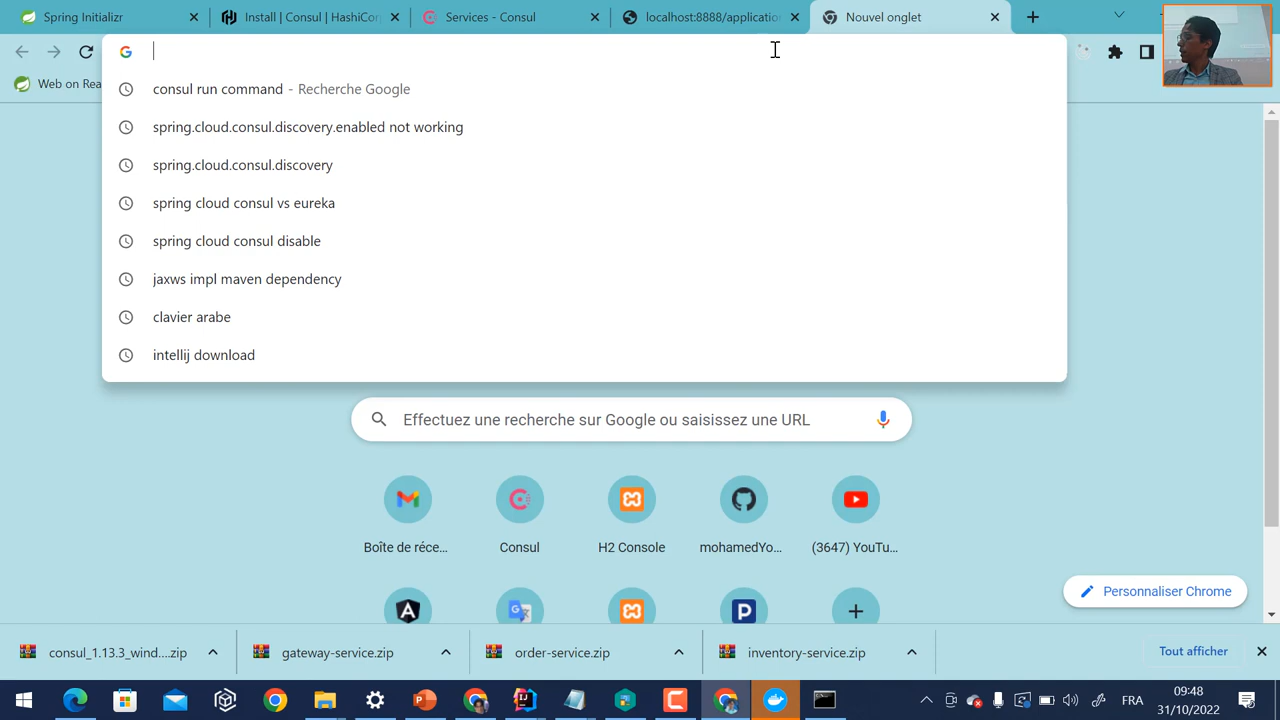 Spring Initializr
Install | Consul | HashiCor
Services - Consul
localhost:8888/applicatio
Nouvel onglet
Web on Rea
consul run command - Recherche Google
spring.cloud.consul.discovery.enabled not working
spring.cloud.consul.discovery
spring cloud consul vs eureka
spring cloud consul disable
jaxws impl maven dependency
clavier arabe
intellij download
Effectuez une recherche sur Google ou saisissez une URL
Boîte de réce...
Consul
H2 Console
mohamedYo...
(3647) YouTu...
Personnaliser Chrome
consul_1.13.3_wind....zip
gateway-service.zip
order-service.zip
inventory-service.zip
Tout afficher
FRA
09:48
31/10/2022